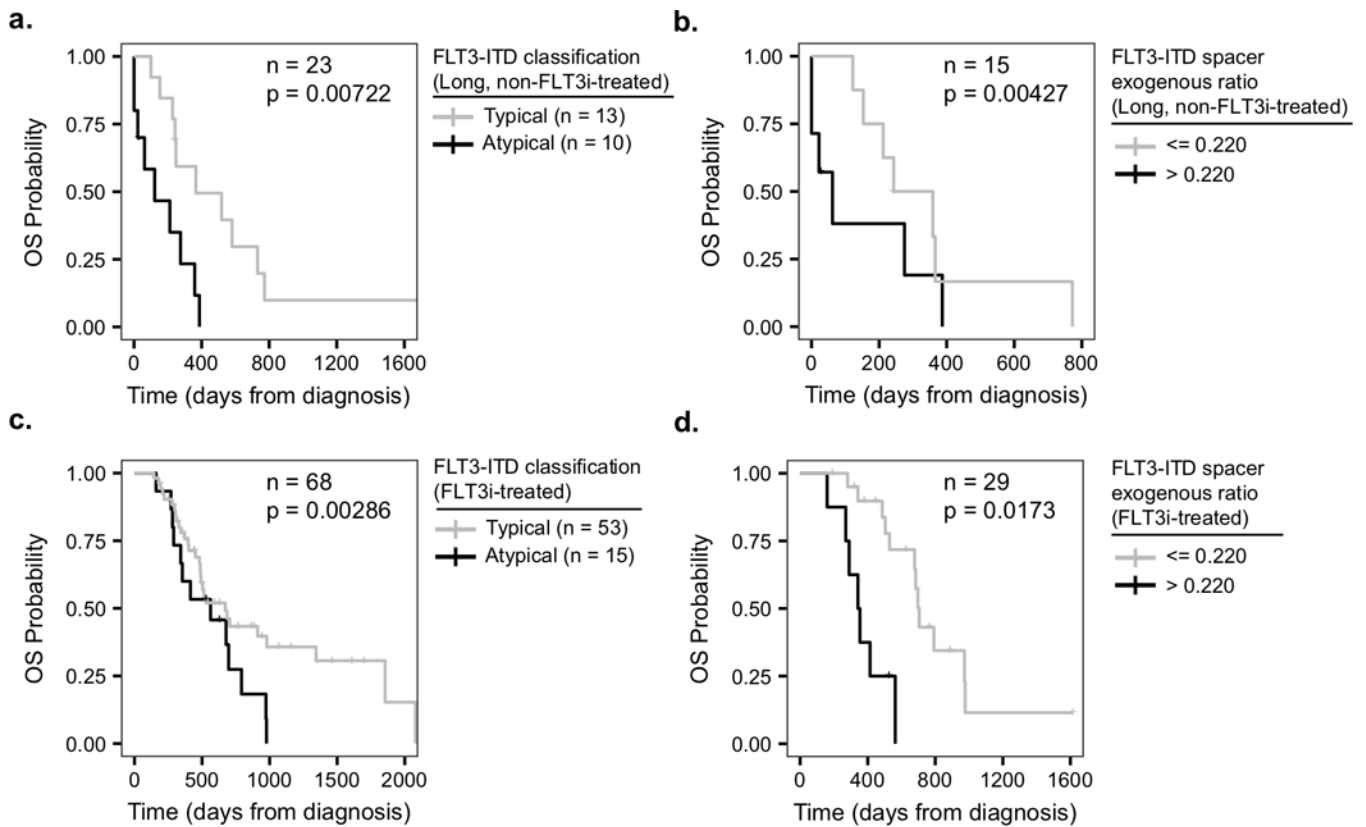 a.
n = 23
p = 0.00722
FLT3-ITD classification
(Long, non-FLT3i-treated)
Typical (n = 13)
Atypical (n = 10)
OS Probability
1.00
0.75
0.50
0.25
0.00
0 400 800 1200 1600
Time (days from diagnosis)
b.
n = 15
p = 0.00427
FLT3-ITD spacer
exogenous ratio
(Long, non-FLT3i-treated)
<= 0.220
> 0.220
OS Probability
1.00
0.75
0.50
0.25
0.00
0 200 400 600 800
Time (days from diagnosis)
c.
n = 68
p = 0.00286
FLT3-ITD classification
(FLT3i-treated)
Typical (n = 53)
Atypical (n = 15)
OS Probability
1.00
0.75
0.50
0.25
0.00
0 500 1000 1500 2000
Time (days from diagnosis)
d.
n = 29
p = 0.0173
FLT3-ITD spacer
exogenous ratio
(FLT3i-treated)
<= 0.220
> 0.220
OS Probability
1.00
0.75
0.50
0.25
0.00
0 400 800 1200 1600
Time (days from diagnosis)